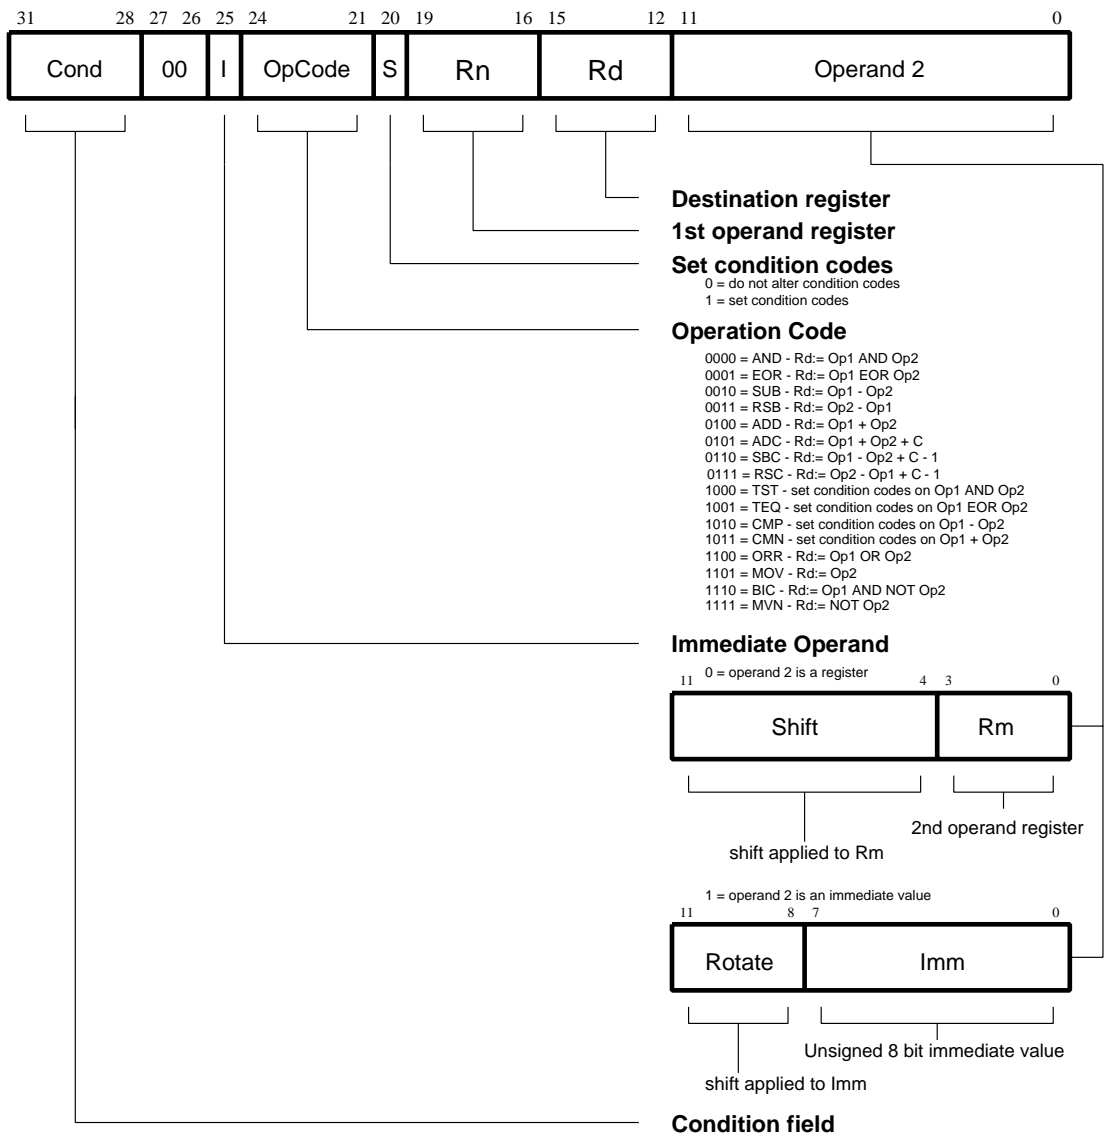 31 28 27 26 25 24 21 20 19 16 15 12 11 0
Cond 00 I OpCode S Rn Rd Operand 2
Destination register
1st operand register
Set condition codes
0 = do not alter condition codes
1 = set condition codes
Operation Code
0000 = AND - Rd:= Op1 AND Op2
0001 = EOR - Rd:= Op1 EOR Op2
0010 = SUB - Rd:= Op1 - Op2
0011 = RSB - Rd:= Op2 - Op1
0100 = ADD - Rd:= Op1 + Op2
0101 = ADC - Rd:= Op1 + Op2 + C
0110 = SBC - Rd:= Op1 - Op2 + C - 1
0111 = RSC - Rd:= Op2 - Op1 + C - 1
1000 = TST - set condition codes on Op1 AND Op2
1001 = TEQ - set condition codes on Op1 EOR Op2
1010 = CMP - set condition codes on Op1 - Op2
1011 = CMN - set condition codes on Op1 + Op2
1100 = ORR - Rd:= Op1 OR Op2
1101 = MOV - Rd:= Op2
1110 = BIC - Rd:= Op1 AND NOT Op2
1111 = MVN - Rd:= NOT Op2
Immediate Operand
0 = operand 2 is a register
11 4 3 0
Shift Rm
2nd operand register
shift applied to Rm
1 = operand 2 is an immediate value
11 8 7 0
Rotate Imm
Unsigned 8 bit immediate value
shift applied to Imm
Condition field